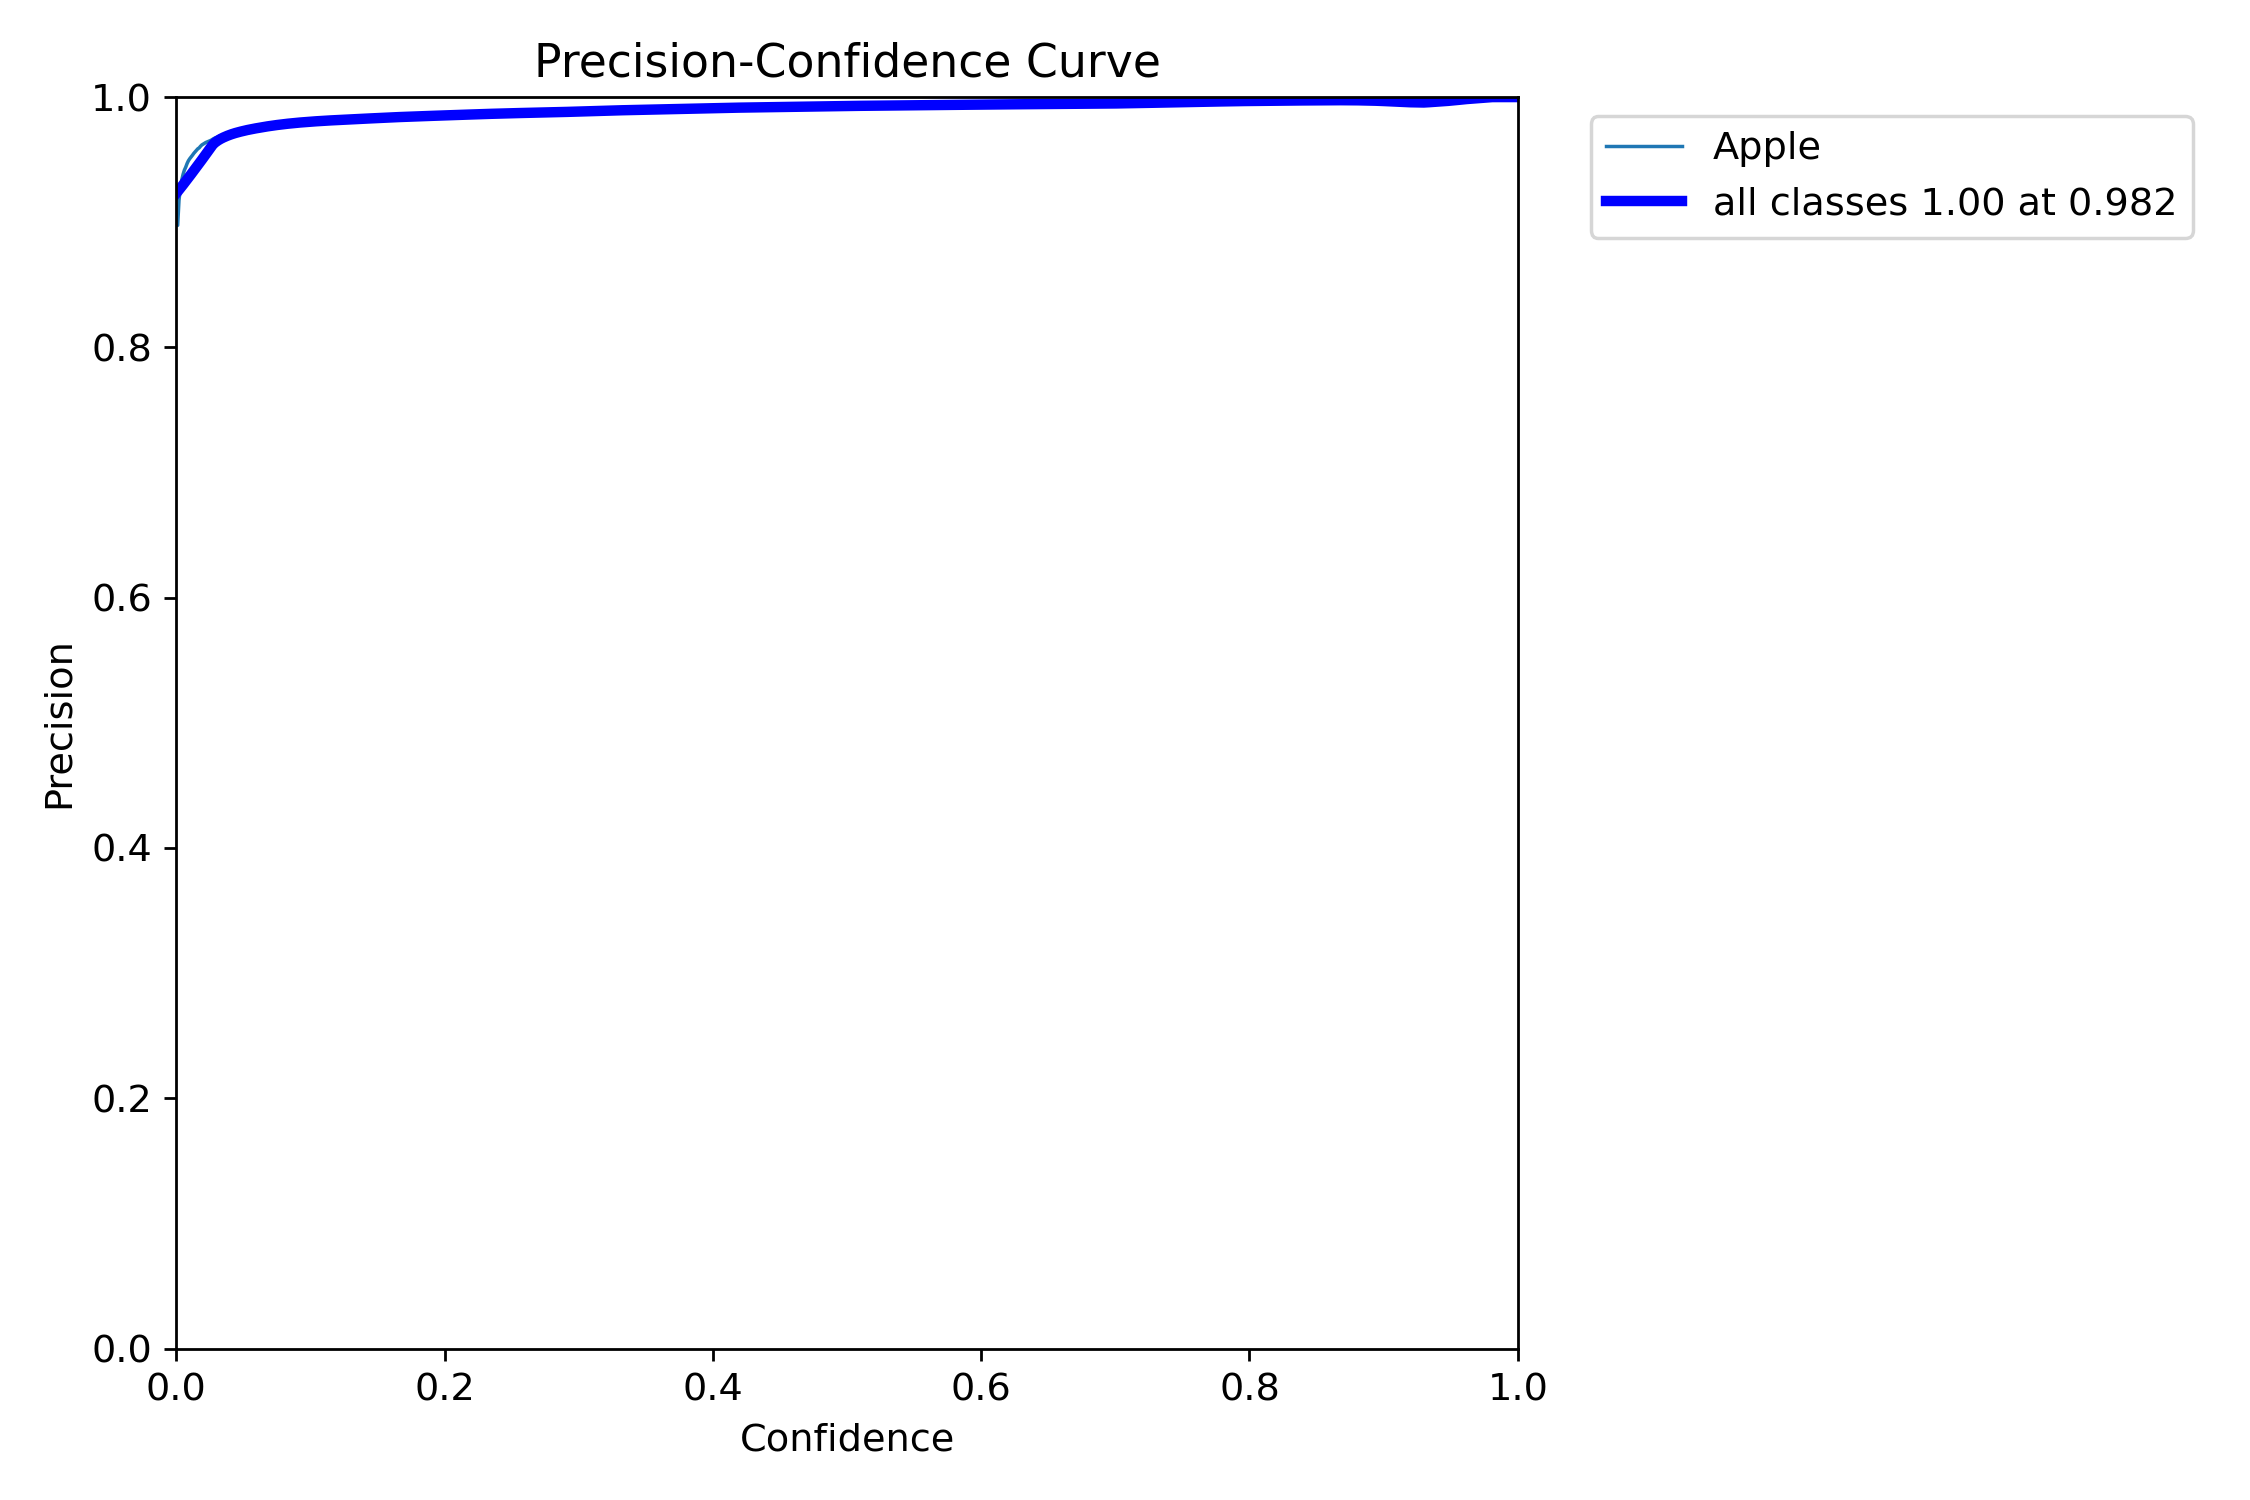 Precision-Confidence Curve
1.0
0.8
0.6
0.4
0.2
0.0
Precision
0.0 0.2 0.4 0.6 0.8 1.0
Confidence
Apple
all classes 1.00 at 0.982